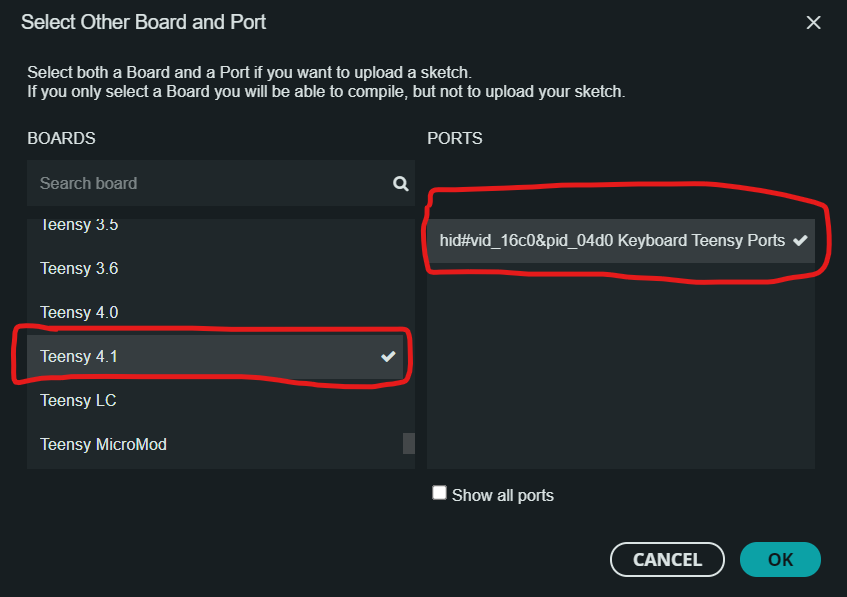 Select Other Board and Port
Select both a Board and a Port if you want to upload a sketch.
If you only select a Board you will be able to compile, but not to upload your sketch.
BOARDS
Search board
Teensy 3.5
Teensy 3.6
Teensy 4.0
Teensy 4.1
Teensy LC
Teensy MicroMod
PORTS
hid#vid_16c0&pid_04d0 Keyboard Teensy Ports
Show all ports
CANCEL
OK